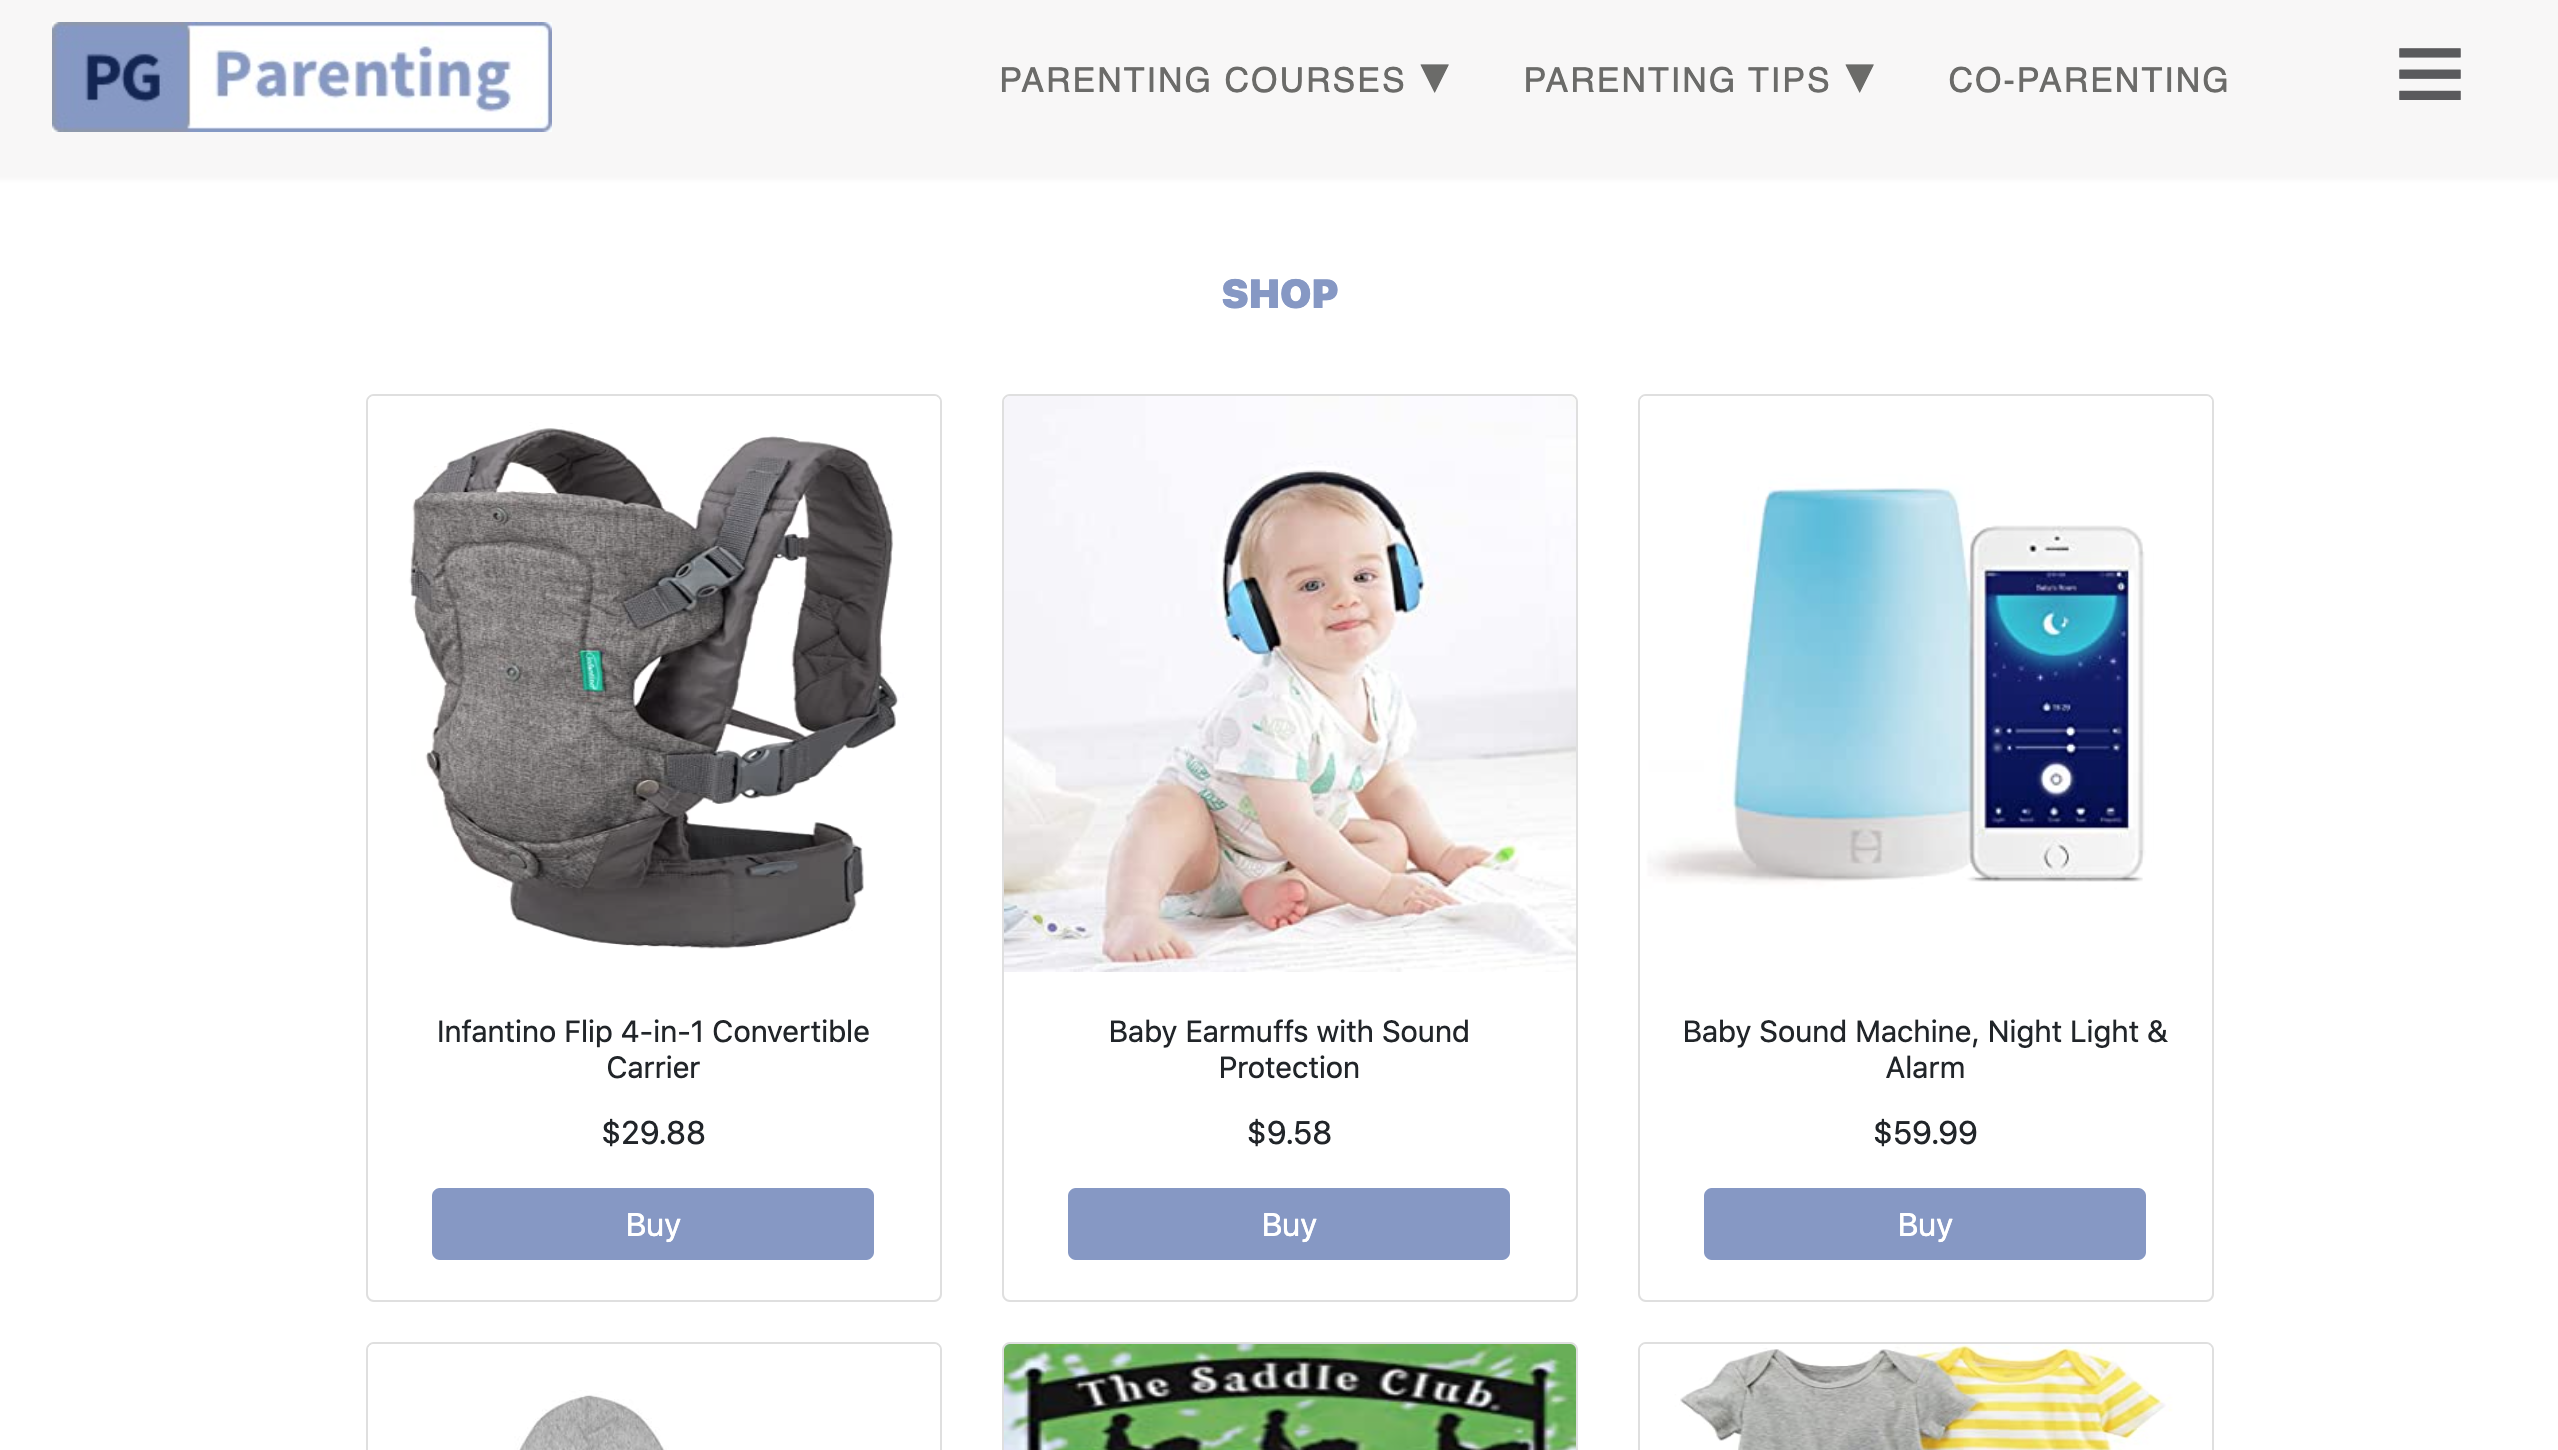 PG Parenting
PARENTING COURSES ▼ PARENTING TIPS ▼ CO-PARENTING
SHOP
Infantino Flip 4-in-1 Convertible
Carrier
$29.88
Buy
Baby Earmuffs with Sound
Protection
$9.58
Buy
Baby Sound Machine, Night Light &
Alarm
$59.99
Buy
The Saddle Club